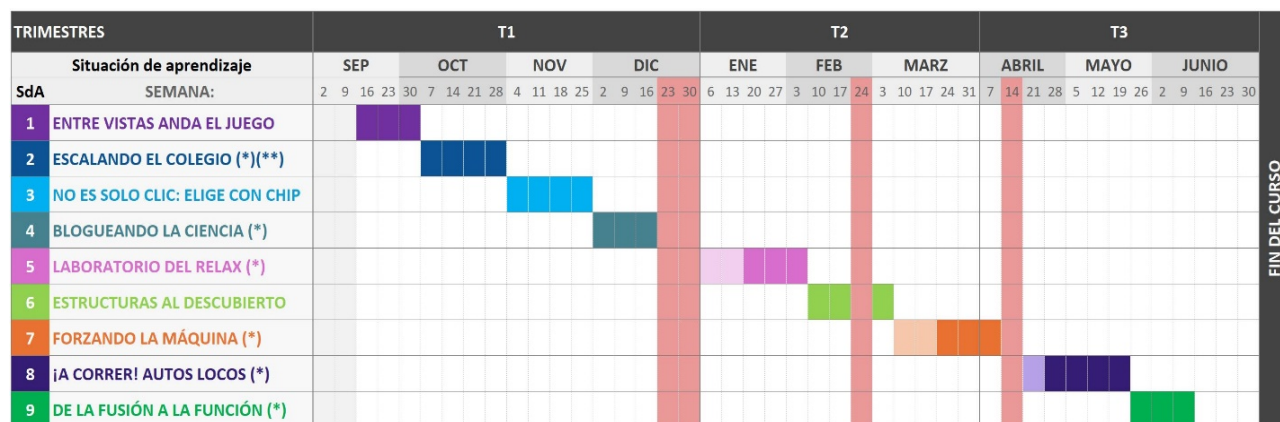 TRIMESTRES T1 T2 T3
Situación de aprendizaje SEP OCT NOV DIC ENE FEB MARZ ABRIL MAYO JUNIO
SdA SEMANA: 2 9 16 23 30 7 14 21 28 4 11 18 25 2 9 16 23 30 6 13 20 27 3 10 17 24 3 10 17 24 31 7 14 21 28 5 12 19 26 2 9 16 23 30
1 ENTRE VISTAS ANDA EL JUEGO
2 ESCALANDO EL COLEGIO (*)(**)
3 NO ES SOLO CLIC: ELIGE CON CHIP
4 BLOGUEANDO LA CIENCIA (*)
5 LABORATORIO DEL RELAX (*)
6 ESTRUCTURAS AL DESCUBIERTO
7 FORZANDO LA MÁQUINA (*)
8 ¡A CORRER! AUTOS LOCOS (*)
9 DE LA FUSIÓN A LA FUNCIÓN (*)
FIN DEL CURSO